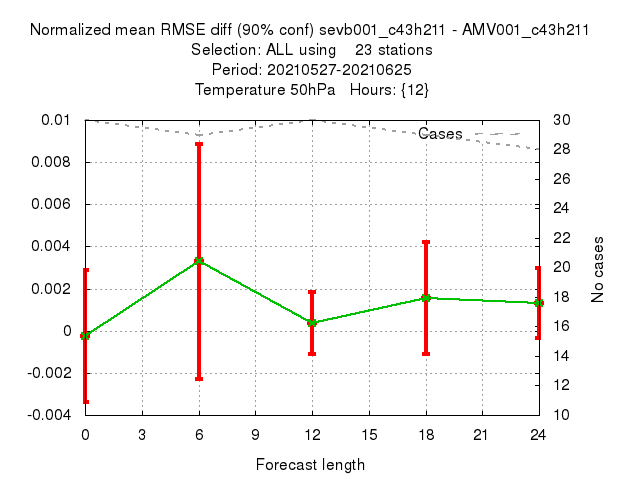 Normalized mean RMSE diff (90% conf) sevb001_c43h211 - AMV001_c43h211
Selection: ALL using    23 stations
Period: 20210527-20210625
Temperature 50hPa   Hours: {12}
0.01
0.008
0.006
0.004
0.002
0
-0.002
-0.004
Cases
30
28
26
24
22
20
18
16
14
12
10
No cases
0 3 6 9 12 15 18 21 24
Forecast length